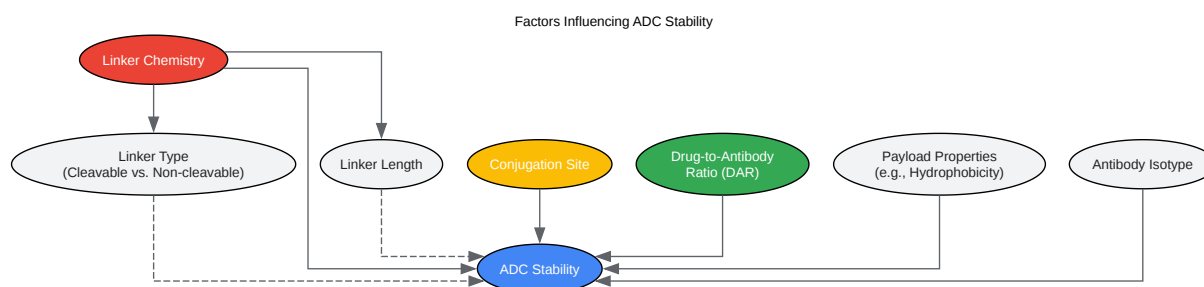 Factors Influencing ADC Stability
Linker Chemistry
Linker Type
(Cleavable vs. Non-cleavable)
Linker Length
Conjugation Site
Drug-to-Antibody
Ratio (DAR)
Payload Properties
(e.g., Hydrophobicity)
Antibody Isotype
ADC Stability